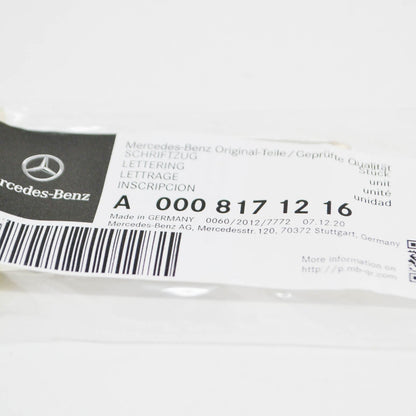 Mercedes-Benz Original-Teile/Geprüfte Qualität
SCHRIFTZUG Stück
LETTERING unit
LETTRAGE unité
INSCRIPCION unidad
rcedes-Benz
A 000 817 12 16
Made in GERMANY 0060/2012/7772 07.12.20
Mercedes-Benz AG, Mercedesstr.120, 70372 Stuttgart, Germany
More info on
http://p.mb-qr.com